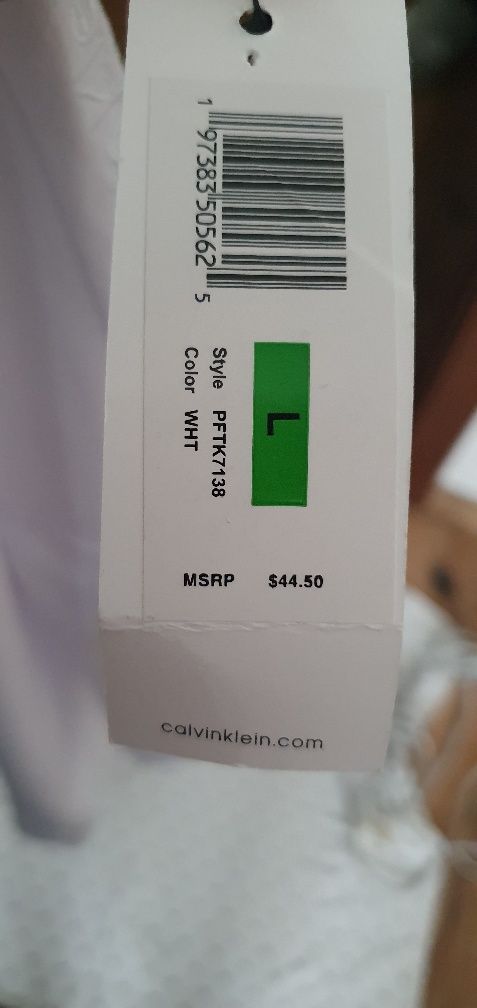 1 97383 50562 5
L
Style PFTK7138
Color WHT
MSRP $44.50
calvinklein.com